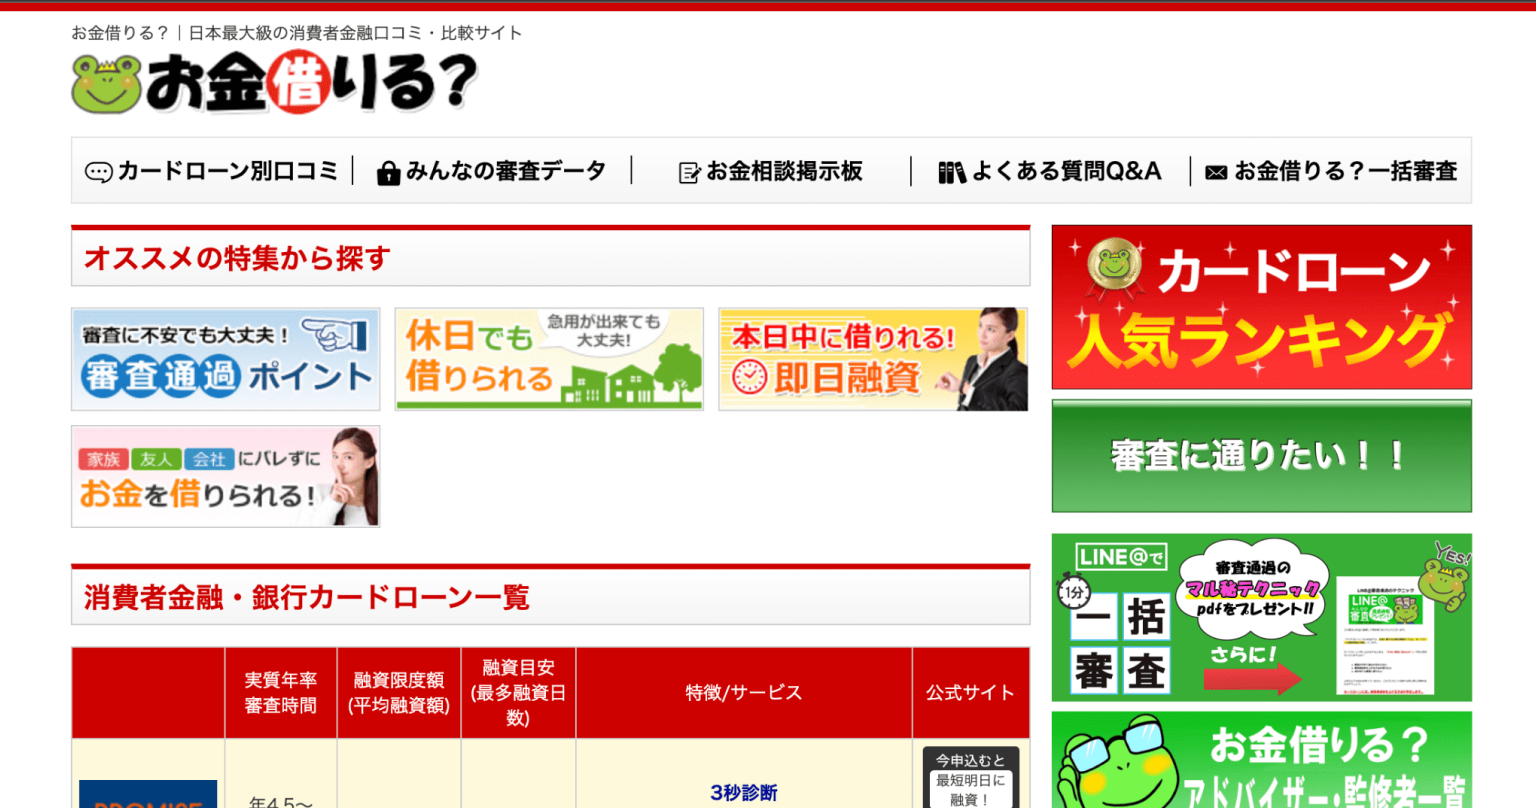 お金借りる？｜日本最大級の消費者金融口コミ・比較サイト
お金借りる？
カードローン別口コミ
みんなの審査データ
お金相談掲示板
よくある質問Q&A
お金借りる？一括審査
オススメの特集から探す
審査に不安でも大丈夫！
審査通過ポイント
急用が出来ても
大丈夫!
休日でも
借りられる
本日中に借りれる!
即日融資
家族 友人 会社 にバレずに
お金を借りられる!
消費者金融・銀行カードローン一覧
実質年率
審査時間
融資限度額
(平均融資額)
融資目安
(最多融資日
数)
特徴/サービス
公式サイト
PROMISE
年4.5〜
3秒診断
今申込むと
最短明日に
融資！
カードローン
人気ランキング
審査に通りたい！！
LINE@で
1分
一括
審査
審査通過の
マル秘テクニック
pdfをプレゼント!!
さらに!
YES!
LINE@
審査
お金借りる？
アドバイザー・監修者一覧